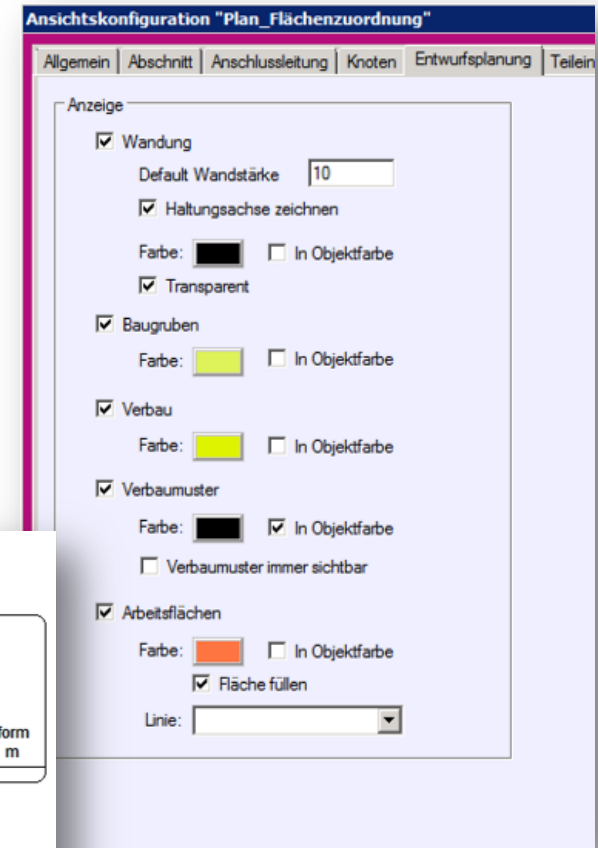 Ansichtskonfiguration "Plan_Flächenzuordnung"
Allgemein Abschnitt Anschlussleitung Knoten Entwurfsplanung
Anzeige
Wandung
Default Wandstärke 10
Haltungsachse zeichnen
Farbe: In Objektfarbe
Transparent
Baugruben
Farbe: In Objektfarbe
Verbau
Farbe: In Objektfarbe
Verbaumuster
Farbe: In Objektfarbe
Verbaumuster immer sichtbar
Arbeitsflächen
Farbe: In Objektfarbe
Fläche füllen
Linie:
form
m